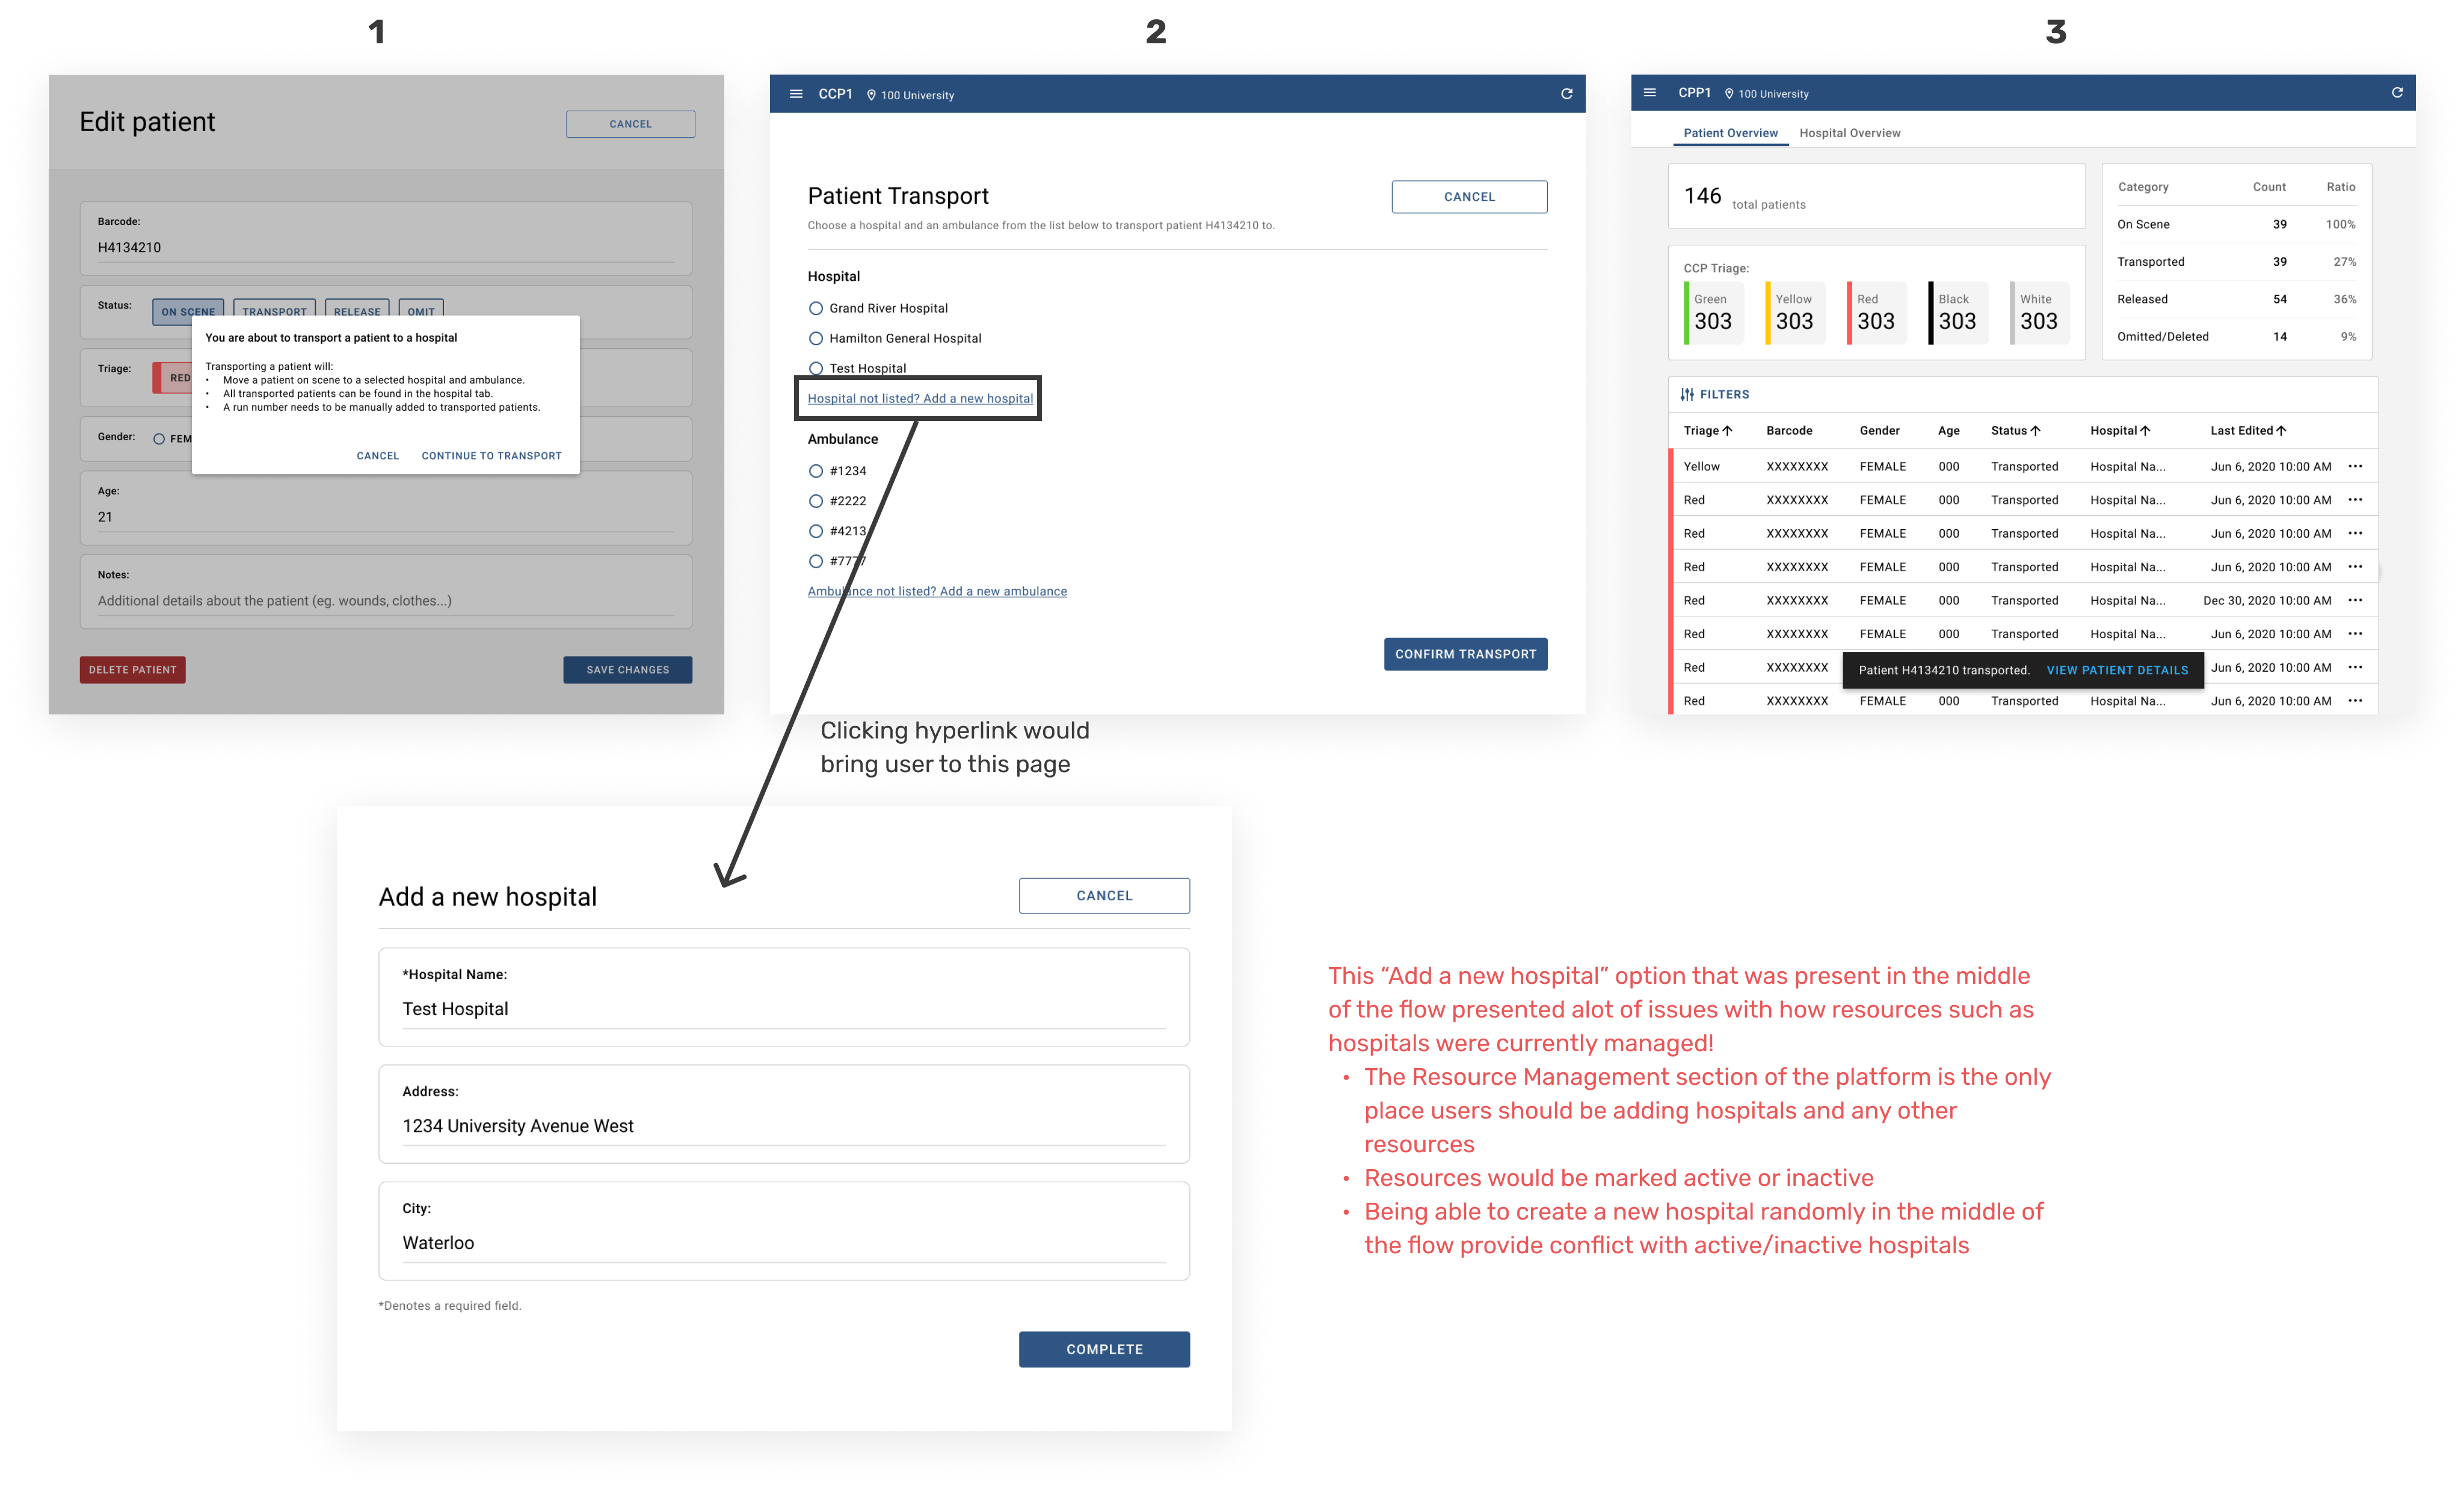 1
Edit patient
CANCEL
Barcode:
H4134210
Status:
ON SCENE
TRANSPORT
RELEASE
OMIT
You are about to transport a patient to a hospital
Transporting a patient will:
• Move a patient on scene to a selected hospital and ambulance.
• All transported patients can be found in the hospital tab.
• A run number needs to be manually added to transported patients.
CANCEL
CONTINUE TO TRANSPORT
Triage:
RED
Gender:
FEM
Age:
21
Notes:
Additional details about the patient (eg. wounds, clothes...)
DELETE PATIENT
SAVE CHANGES
2
CCP1
100 University
Patient Transport
CANCEL
Choose a hospital and an ambulance from the list below to transport patient H4134210 to.
Hospital
Grand River Hospital
Hamilton General Hospital
Test Hospital
Hospital not listed? Add a new hospital
Ambulance
#1234
#2222
#4213
#7777
Ambulance not listed? Add a new ambulance
CONFIRM TRANSPORT
3
CPP1
100 University
Patient Overview
Hospital Overview
146 total patients
CCP Triage:
Green
303
Yellow
303
Red
303
Black
303
White
303
Category Count Ratio
On Scene 39 100%
Transported 39 27%
Released 54 36%
Omitted/Deleted 14 9%
FILTERS
Triage Barcode Gender Age Status Hospital Last Edited
Yellow XXXXXXXX FEMALE 000 Transported Hospital Na... Jun 6, 2020 10:00 AM
Red XXXXXXXX FEMALE 000 Transported Hospital Na... Jun 6, 2020 10:00 AM
Red XXXXXXXX FEMALE 000 Transported Hospital Na... Jun 6, 2020 10:00 AM
Red XXXXXXXX FEMALE 000 Transported Hospital Na... Jun 6, 2020 10:00 AM
Red XXXXXXXX FEMALE 000 Transported Hospital Na... Dec 30, 2020 10:00 AM
Red XXXXXXXX FEMALE 000 Transported Hospital Na... Jun 6, 2020 10:00 AM
Red XXXXXXXX Jun 6, 2020 10:00 AM
Patient H4134210 transported. VIEW PATIENT DETAILS
Red XXXXXXXX FEMALE 000 Transported Hospital Na... Jun 6, 2020 10:00 AM
Clicking hyperlink would
bring user to this page
Add a new hospital
CANCEL
*Hospital Name:
Test Hospital
Address:
1234 University Avenue West
City:
Waterloo
*Denotes a required field.
COMPLETE
This “Add a new hospital” option that was present in the middle
of the flow presented alot of issues with how resources such as
hospitals were currently managed!
• The Resource Management section of the platform is the only
place users should be adding hospitals and any other
resources
• Resources would be marked active or inactive
• Being able to create a new hospital randomly in the middle of
the flow provide conflict with active/inactive hospitals